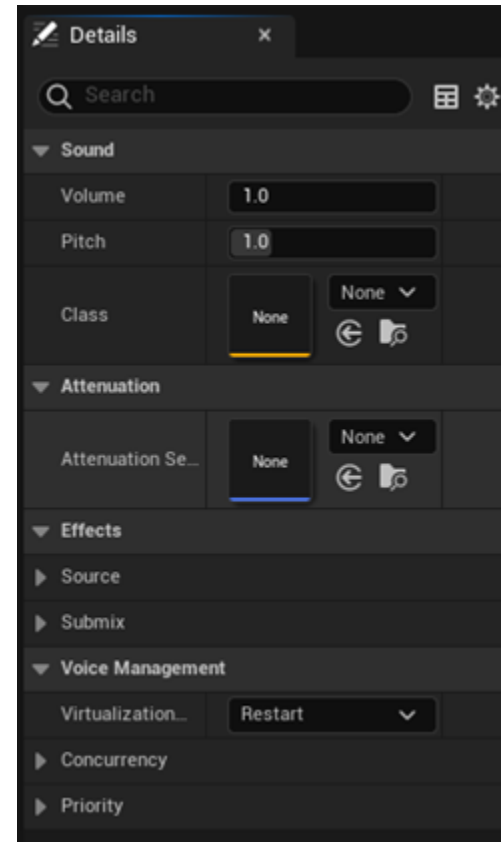 Details
Search
Sound
Volume 1.0
Pitch 1.0
None
Class None
Attenuation
None
Attenuation Se... None
Effects
Source
Submix
Voice Management
Virtualization... Restart
Concurrency
Priority